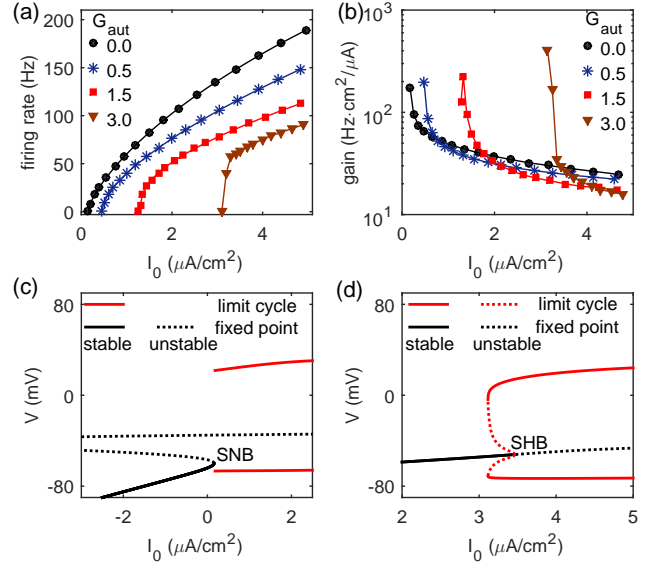 (a)
G_aut
0.0
0.5
1.5
3.0
200
150
100
50
0
firing rate (Hz)
0 2 4
I_0 (μA/cm^2)
(b)
G_aut
0.0
0.5
1.5
3.0
10^3
10^2
10^1
gain (Hz·cm^2/μA)
0 2 4
I_0 (μA/cm^2)
(c)
80
0
-80
V (mV)
limit cycle
fixed point
stable unstable
SNB
-2 0 2
I_0 (μA/cm^2)
(d)
80
0
-80
V (mV)
limit cycle
fixed point
stable unstable
SHB
2 3 4 5
I_0 (μA/cm^2)